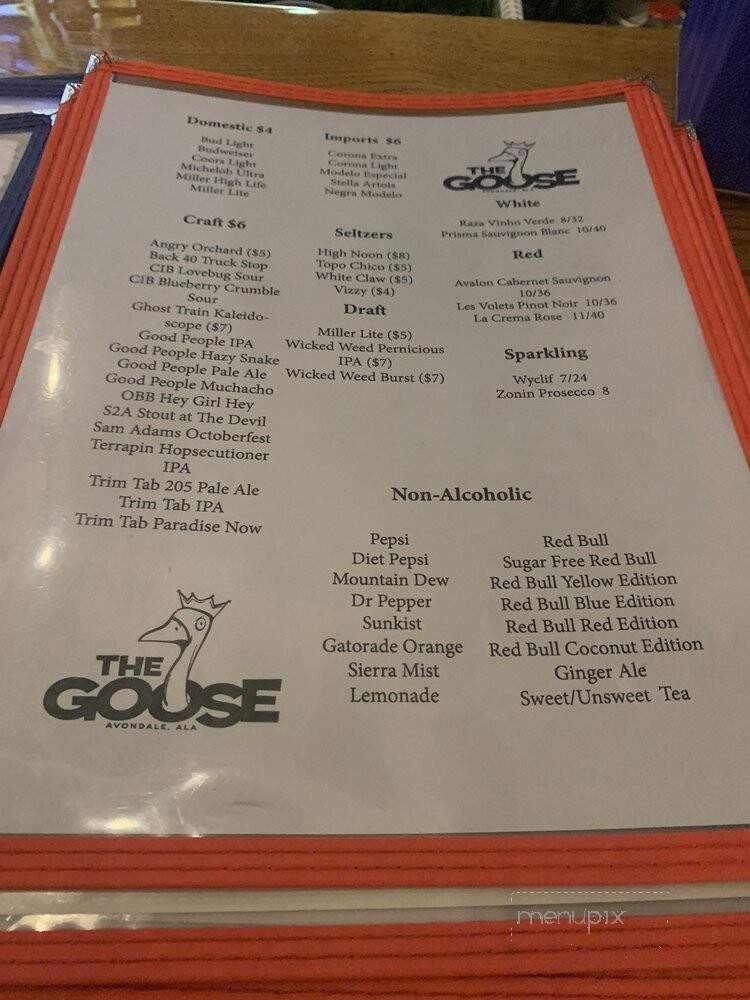 Domestic $4
Bud Light
Budweiser
Coors Light
Michelob Ultra
Miller High Life
Miller Lite
Craft $6
Angry Orchard ($5)
Back 40 Truck Stop
CIB Lovebug Sour
CIB Blueberry Crumble
Sour
Ghost Train Kaleido-
scope ($7)
Good People IPA
Good People Hazy Snake
Good People Pale Ale
Good People Muchacho
OBB Hey Girl Hey
S2A Stout at The Devil
Sam Adams Octoberfest
Terrapin Hopsecutioner
IPA
Trim Tab 205 Pale Ale
Trim Tab IPA
Trim Tab Paradise Now
Imports $6
Corona Extra
Corona Light
Modelo Especial
Stella Artois
Negra Modelo
Seltzers
High Noon ($8)
Topo Chico ($5)
White Claw ($5)
Vizzy ($4)
Draft
Miller Lite ($5)
Wicked Weed Pernicious
IPA ($7)
Wicked Weed Burst ($7)
THE
GOOSE
AVONDALE, ALA
White
Raza Vinho Verde 8/32
Prisma Sauvignon Blanc 10/40
Red
Avalon Cabernet Sauvignon
10/36
Les Volets Pinot Noir 10/36
La Crema Rose 11/40
Sparkling
Wyclif 7/24
Zonin Prosecco 8
Non-Alcoholic
Pepsi
Diet Pepsi
Mountain Dew
Dr Pepper
Sunkist
Gatorade Orange
Sierra Mist
Lemonade
Red Bull
Sugar Free Red Bull
Red Bull Yellow Edition
Red Bull Blue Edition
Red Bull Red Edition
Red Bull Coconut Edition
Ginger Ale
Sweet/Unsweet Tea
THE
GOOSE
AVONDALE, ALA
menupix